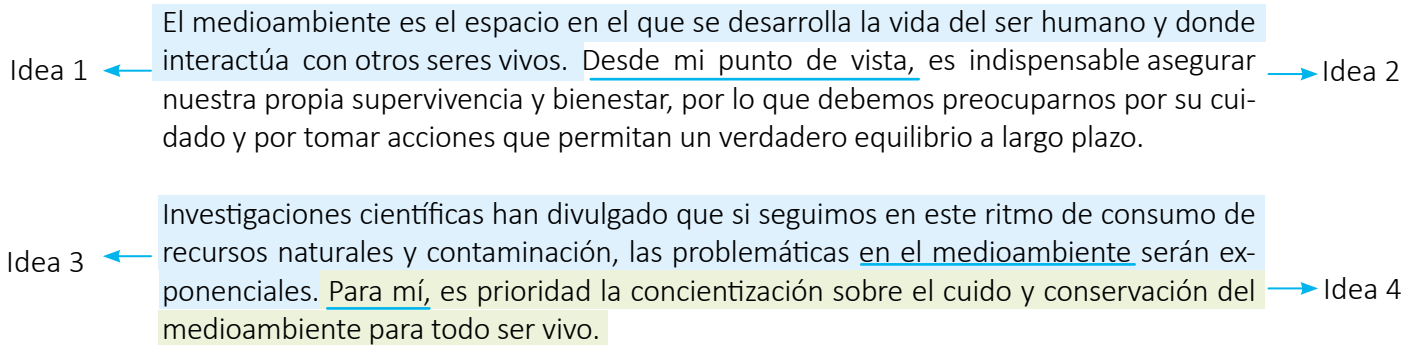 El medioambiente es el espacio en el que se desarrolla la vida del ser humano y donde
Idea 1
interactúa con otros seres vivos. Desde mi punto de vista, es indispensable asegurar
Idea 2
nuestra propia supervivencia y bienestar, por lo que debemos preocuparnos por su cui-
dado y por tomar acciones que permitan un verdadero equilibrio a largo plazo.
Investigaciones científicas han divulgado que si seguimos en este ritmo de consumo de
Idea 3
recursos naturales y contaminación, las problemáticas en el medioambiente serán ex-
ponenciales. Para mí, es prioridad la concientización sobre el cuido y conservación del
Idea 4
medioambiente para todo ser vivo.